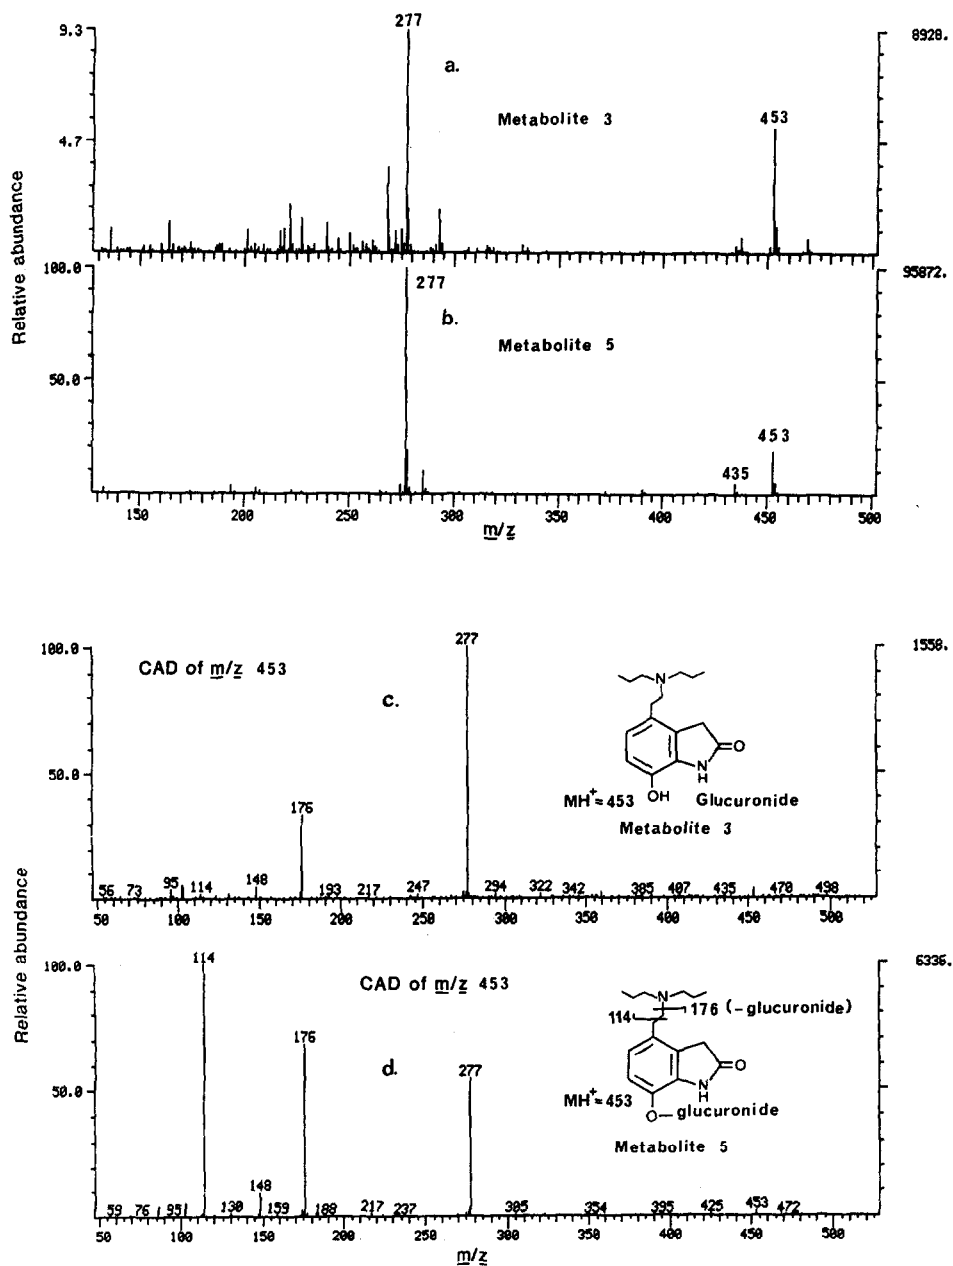 277
9.3
8928.
a.
Metabolite 3
453
4.7
Relative abundance
100.0
95872.
277
b.
Metabolite 5
50.0
453
435
150 200 250 300 350 400 450 500
m/z
277
100.0
1558.
CAD of m/z 453
c.
N
O
N
H
50.0
OH
MH+=453 Glucuronide
Metabolite 3
176
56 73 95 114 148 193 217 247 294 322 342 385 407 435 470 498
50 100 150 200 250 300 350 400 450 500
Relative abundance
114
100.0
6336.
CAD of m/z 453
N
176 (-glucuronide)
114
176
d.
277
O
N
H
50.0
MH+=453
O— glucuronide
Metabolite 5
148
59 76 951 130 159 189 217 237 305 354 395 425 453 472
50 100 150 200 250 300 350 400 450 500
m/z